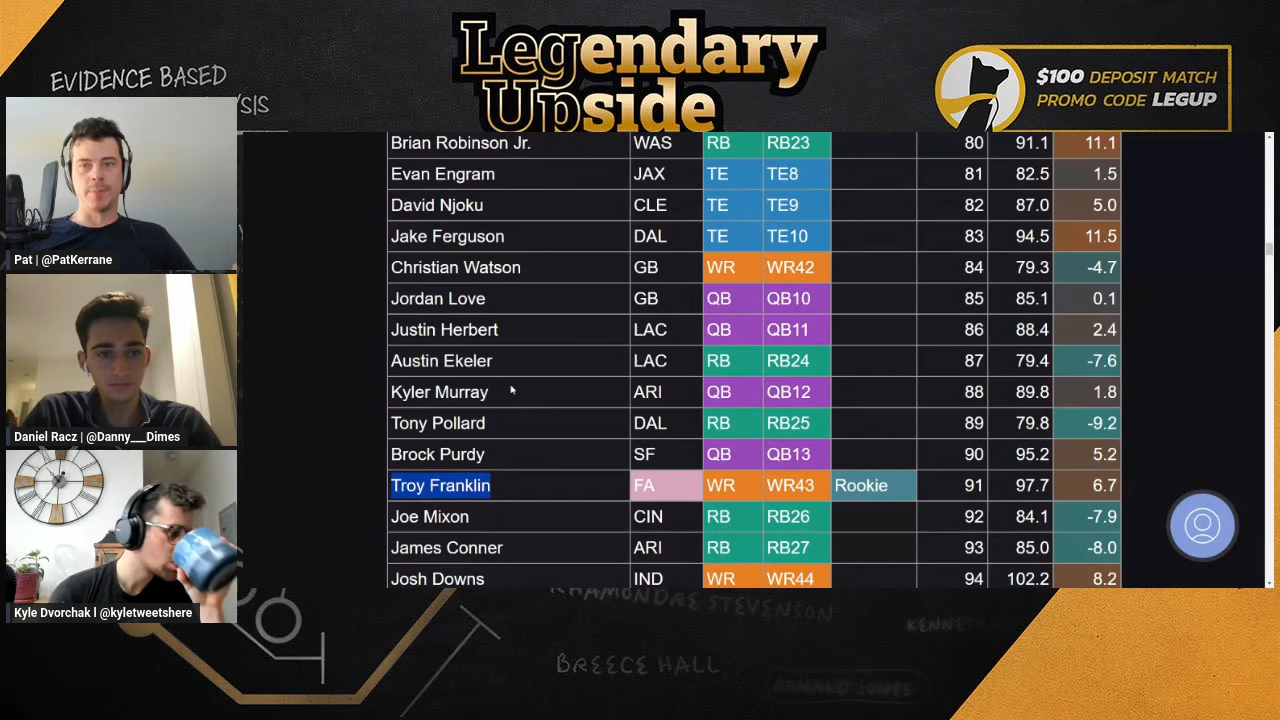 EVIDENCE BASED
YSIS
Legendary
Upside
$100 DEPOSIT MATCH
PROMO CODE LEGUP
Brian Robinson Jr. WAS RB RB23 80 91.1 11.1
Evan Engram JAX TE TE8 81 82.5 1.5
David Njoku CLE TE TE9 82 87.0 5.0
Jake Ferguson DAL TE TE10 83 94.5 11.5
Christian Watson GB WR WR42 84 79.3 -4.7
Jordan Love GB QB QB10 85 85.1 0.1
Justin Herbert LAC QB QB11 86 88.4 2.4
Austin Ekeler LAC RB RB24 87 79.4 -7.6
Kyler Murray ARI QB QB12 88 89.8 1.8
Tony Pollard DAL RB RB25 89 79.8 -9.2
Brock Purdy SF QB QB13 90 95.2 5.2
Troy Franklin FA WR WR43 Rookie 91 97.7 6.7
Joe Mixon CIN RB RB26 92 84.1 -7.9
James Conner ARI RB RB27 93 85.0 -8.0
Josh Downs IND WR WR44 94 102.2 8.2
Pat | @PatKerrane
Daniel Racz | @Danny___Dimes
Kyle Dvorchak l @kyletweetshere
RHAMONDRE STEVENSON
KENNETH
BREECE HALL
RONALD JONES